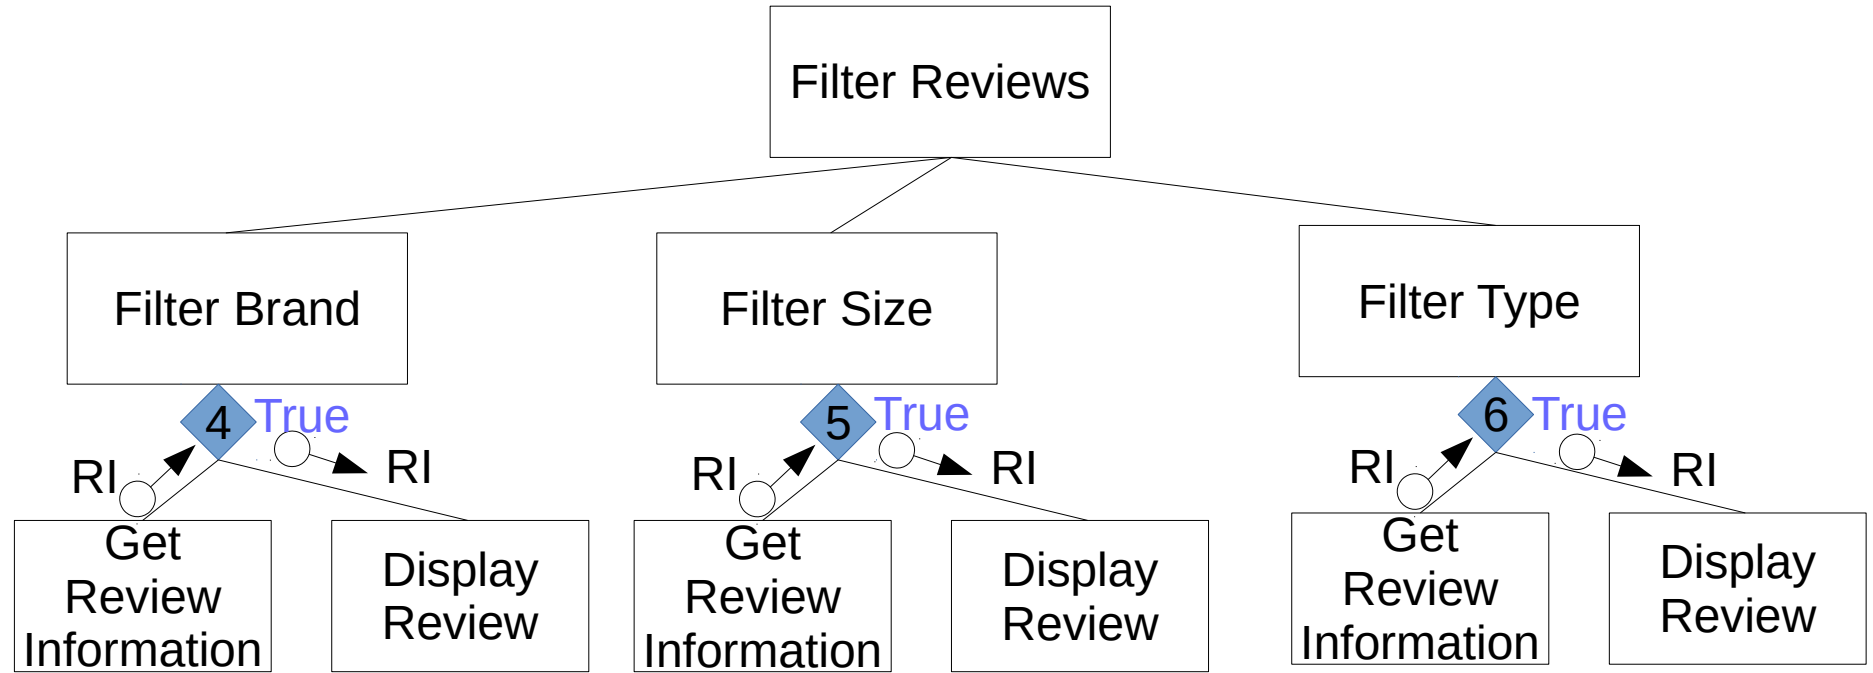 Filter Reviews
Filter Brand
Filter Size
Filter Type
4 True
5 True
6 True
RI
RI
RI
RI
RI
RI
Get
Review
Information
Display
Review
Get
Review
Information
Display
Review
Get
Review
Information
Display
Review